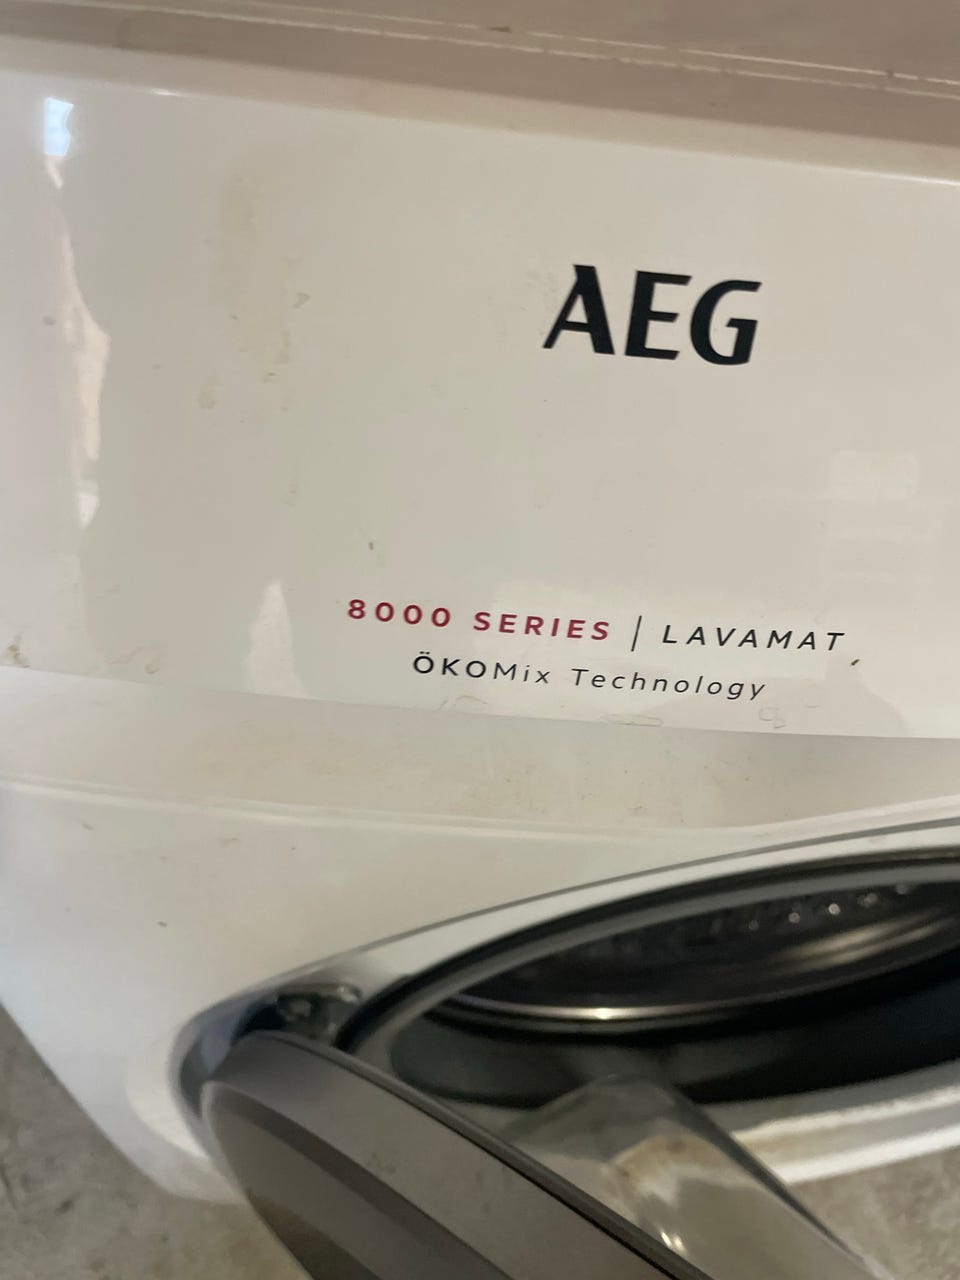 AEG
8000 SERIES | LAVAMAT
ÖKOMix Technology